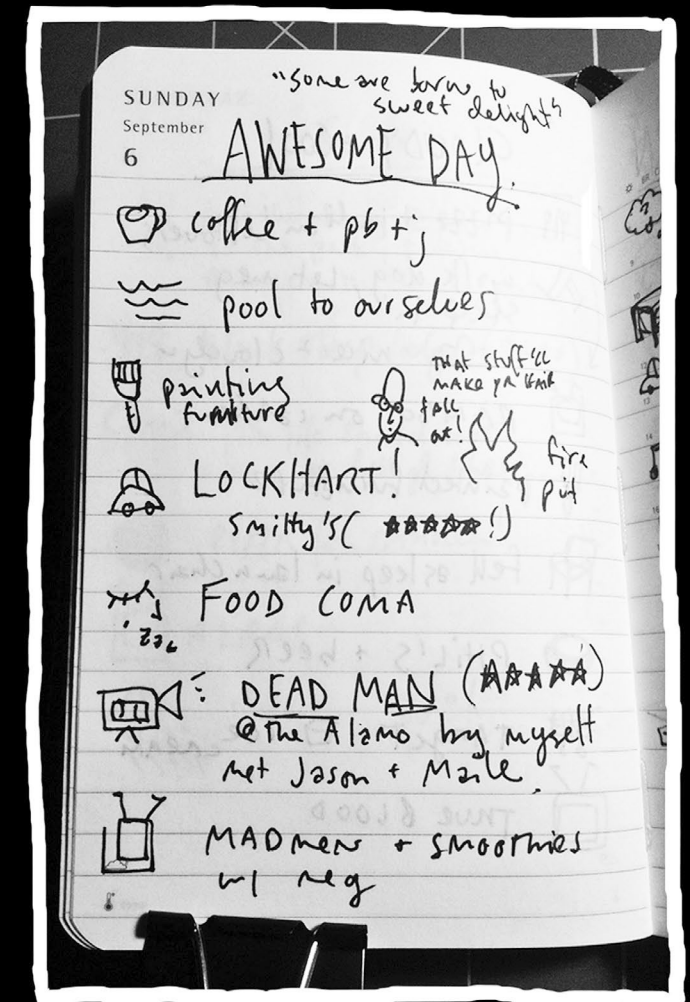 "some are born to
sweet delight"
SUNDAY
September
6
AWESOME DAY.
coffee + pb+j
pool to ourselves
painting
furniture
THAT STUFF'LL
MAKE YR HAIR
fall
out!
LOCKHART!
fire
pit
Smitty's (★★★★★!)
zzz
FOOD COMA
DEAD MAN (★★★★★)
@ The Alamo by myself
met Jason + Maile.
MADmen + smoothies
w/ meg